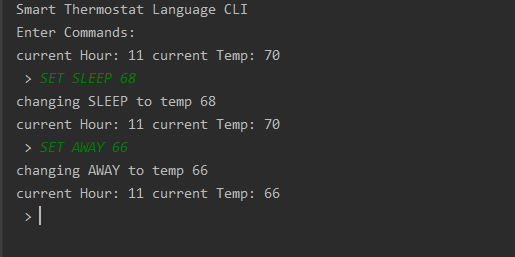 Smart Thermostat Language CLI
Enter Commands:
current Hour: 11 current Temp: 70
> SET SLEEP 68
changing SLEEP to temp 68
current Hour: 11 current Temp: 70
> SET AWAY 66
changing AWAY to temp 66
current Hour: 11 current Temp: 66
>